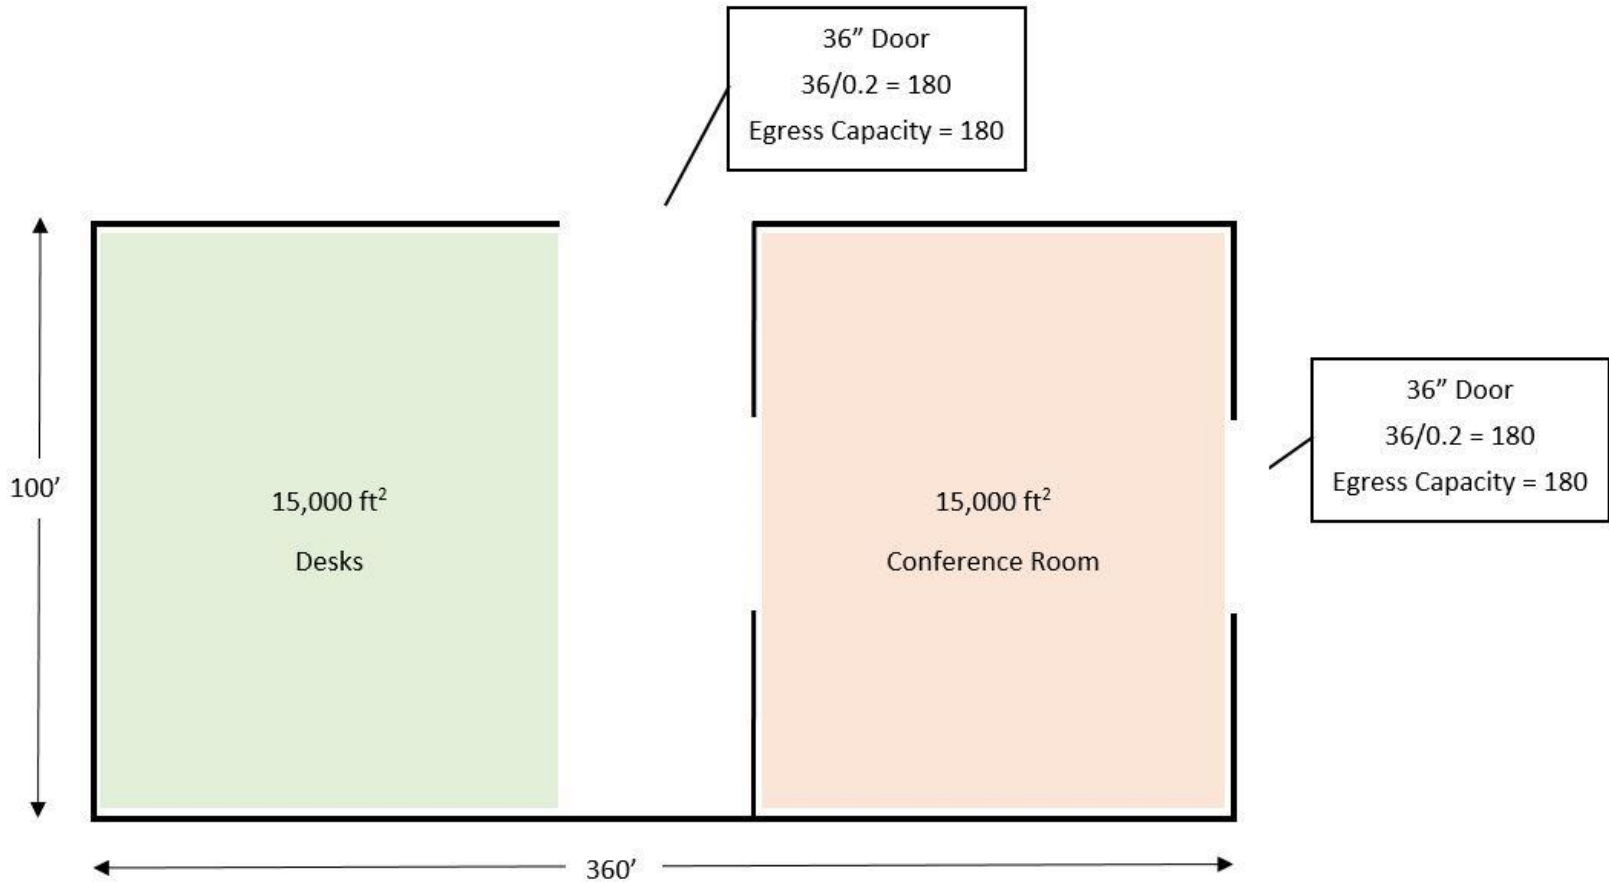 36” Door
36/0.2 = 180
Egress Capacity = 180
36” Door
36/0.2 = 180
Egress Capacity = 180
100’
15,000 ft²
Desks
15,000 ft²
Conference Room
360’